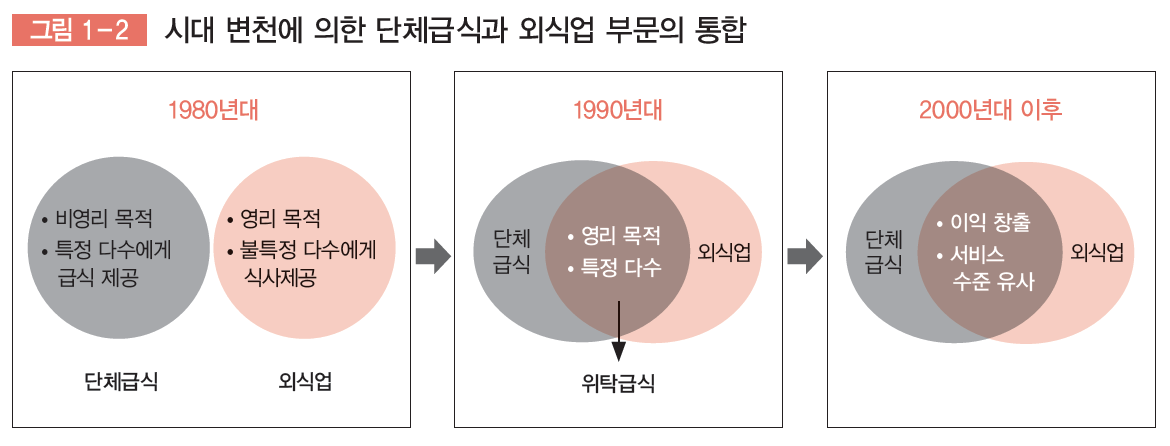 그림 1-2 시대 변천에 의한 단체급식과 외식업 부문의 통합
1980년대
• 비영리 목적
• 특정 다수에게
급식 제공
• 영리 목적
• 불특정 다수에게
식사제공
단체급식
외식업
1990년대
단체
급식
• 영리 목적
• 특정 다수
외식업
위탁급식
2000년대 이후
단체
급식
• 이익 창출
• 서비스
수준 유사
외식업